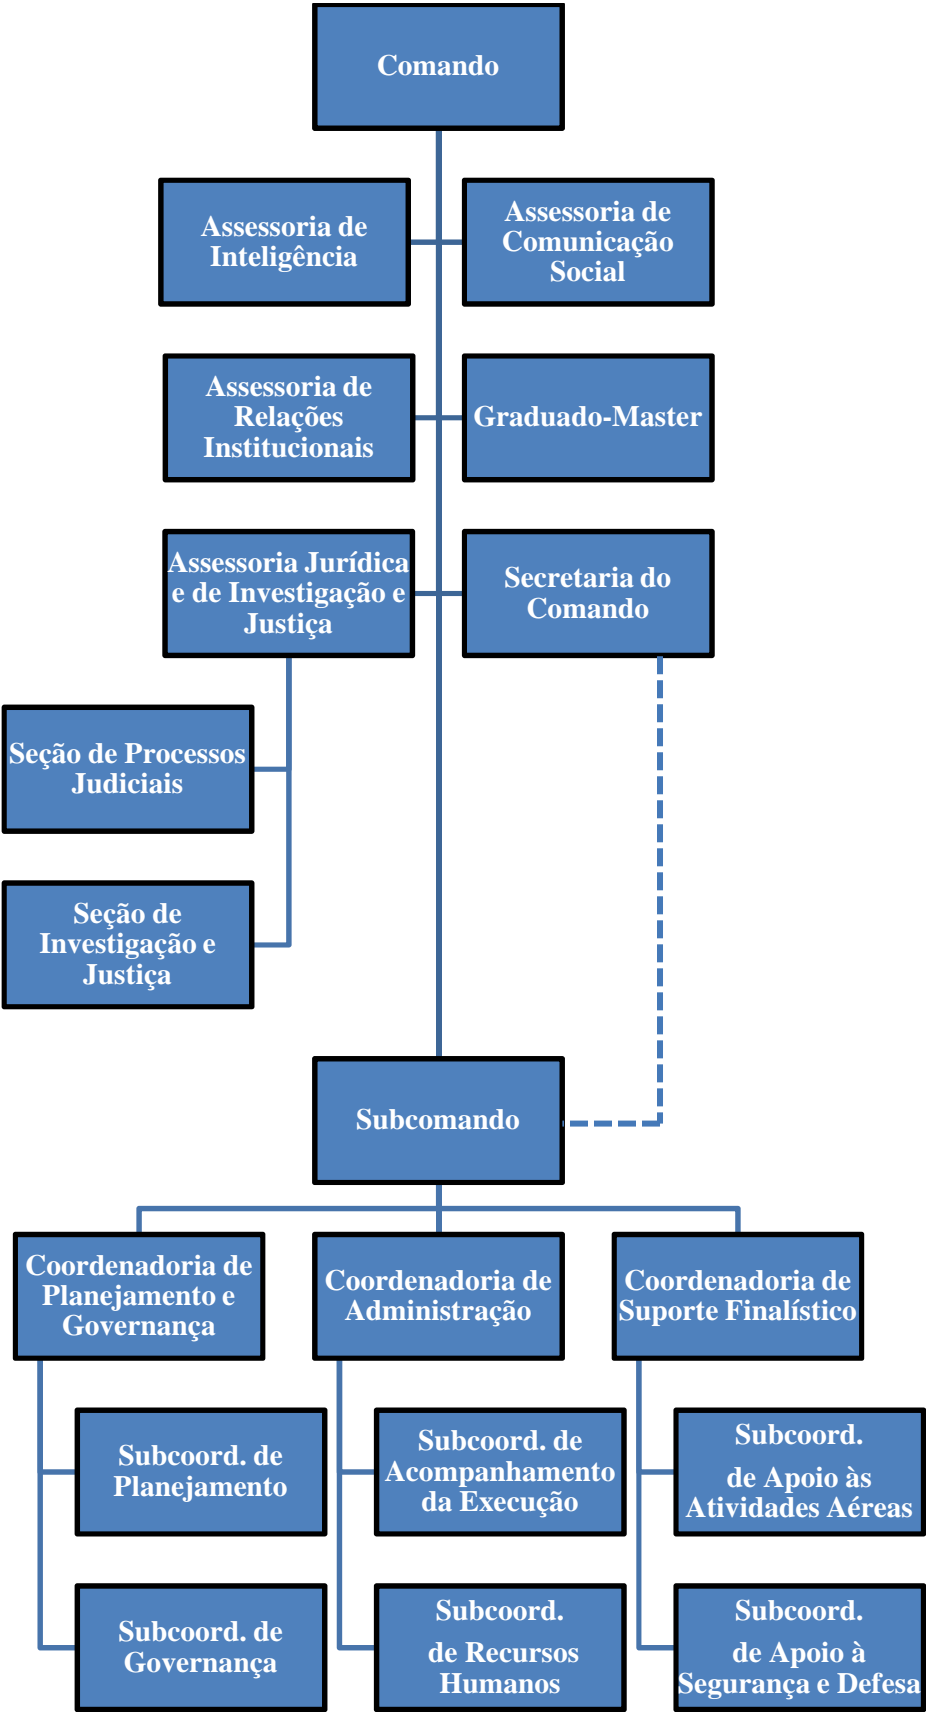 Comando
Assessoria de
Inteligência
Assessoria de
Comunicação
Social
Assessoria de
Relações
Institucionais
Graduado-Master
Assessoria Jurídica
e de Investigação e
Justiça
Secretaria do
Comando
Seção de Processos
Judiciais
Seção de
Investigação e
Justiça
Subcomando
Coordenadoria de
Planejamento e
Governança
Coordenadoria de
Administração
Coordenadoria de
Suporte Finalístico
Subcoord. de
Planejamento
Subcoord. de
Acompanhamento
da Execução
Subcoord.
de Apoio às
Atividades Aéreas
Subcoord. de
Governança
Subcoord.
de Recursos
Humanos
Subcoord.
de Apoio à
Segurança e Defesa